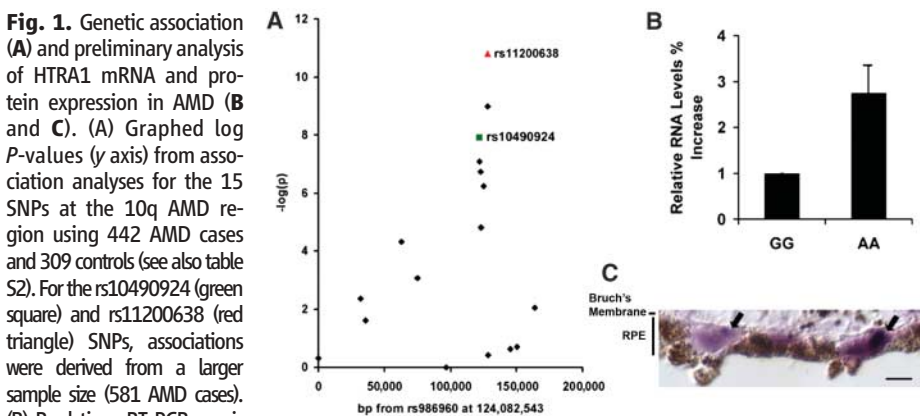 Fig. 1. Genetic association
(A) and preliminary analysis
of HTRA1 mRNA and pro-
tein expression in AMD (B
and C). (A) Graphed log
P-values (y axis) from asso-
ciation analyses for the 15
SNPs at the 10q AMD re-
gion using 442 AMD cases
and 309 controls (see also table
S2). For the rs10490924 (green
square) and rs11200638 (red
triangle) SNPs, associations
were derived from a larger
sample size (581 AMD cases).
A
12
10
8
6
4
2
0
-log(p)
rs11200638
rs10490924
0
50,000
100,000
150,000
200,000
bp from rs986960 at 124,082,543
B
Relative RNA Levels %
Increase
4
3
2
1
0
GG
AA
C
Bruch's
Membrane
RPE